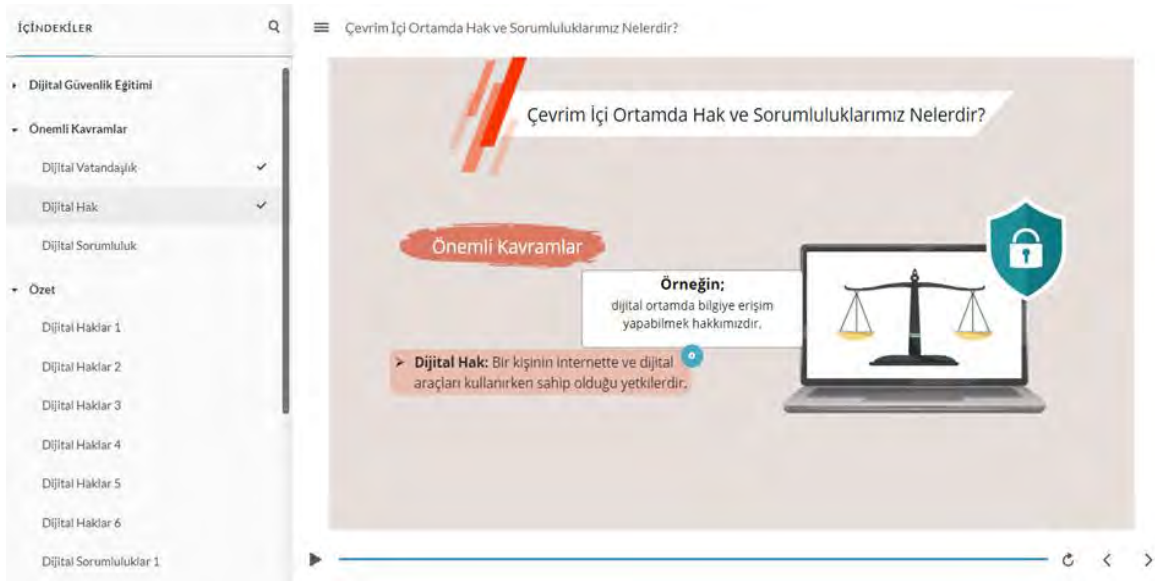 İÇİNDEKİLER
Dijital Güvenlik Eğitimi
Önemli Kavramlar
Dijital Vatandaşlık
Dijital Hak
Dijital Sorumluluk
Özet
Dijital Haklar 1
Dijital Haklar 2
Dijital Haklar 3
Dijital Haklar 4
Dijital Haklar 5
Dijital Haklar 6
Dijital Sorumluluklar 1
Çevrim İçi Ortamda Hak ve Sorumluluklarımız Nelerdir?
Çevrim İçi Ortamda Hak ve Sorumluluklarımız Nelerdir?
Önemli Kavramlar
Örneğin;
dijital ortamda bilgiye erişim
yapabilmek hakkımızdır.
➤ Dijital Hak: Bir kişinin internette ve dijital
araçları kullanırken sahip olduğu yetkilerdir.